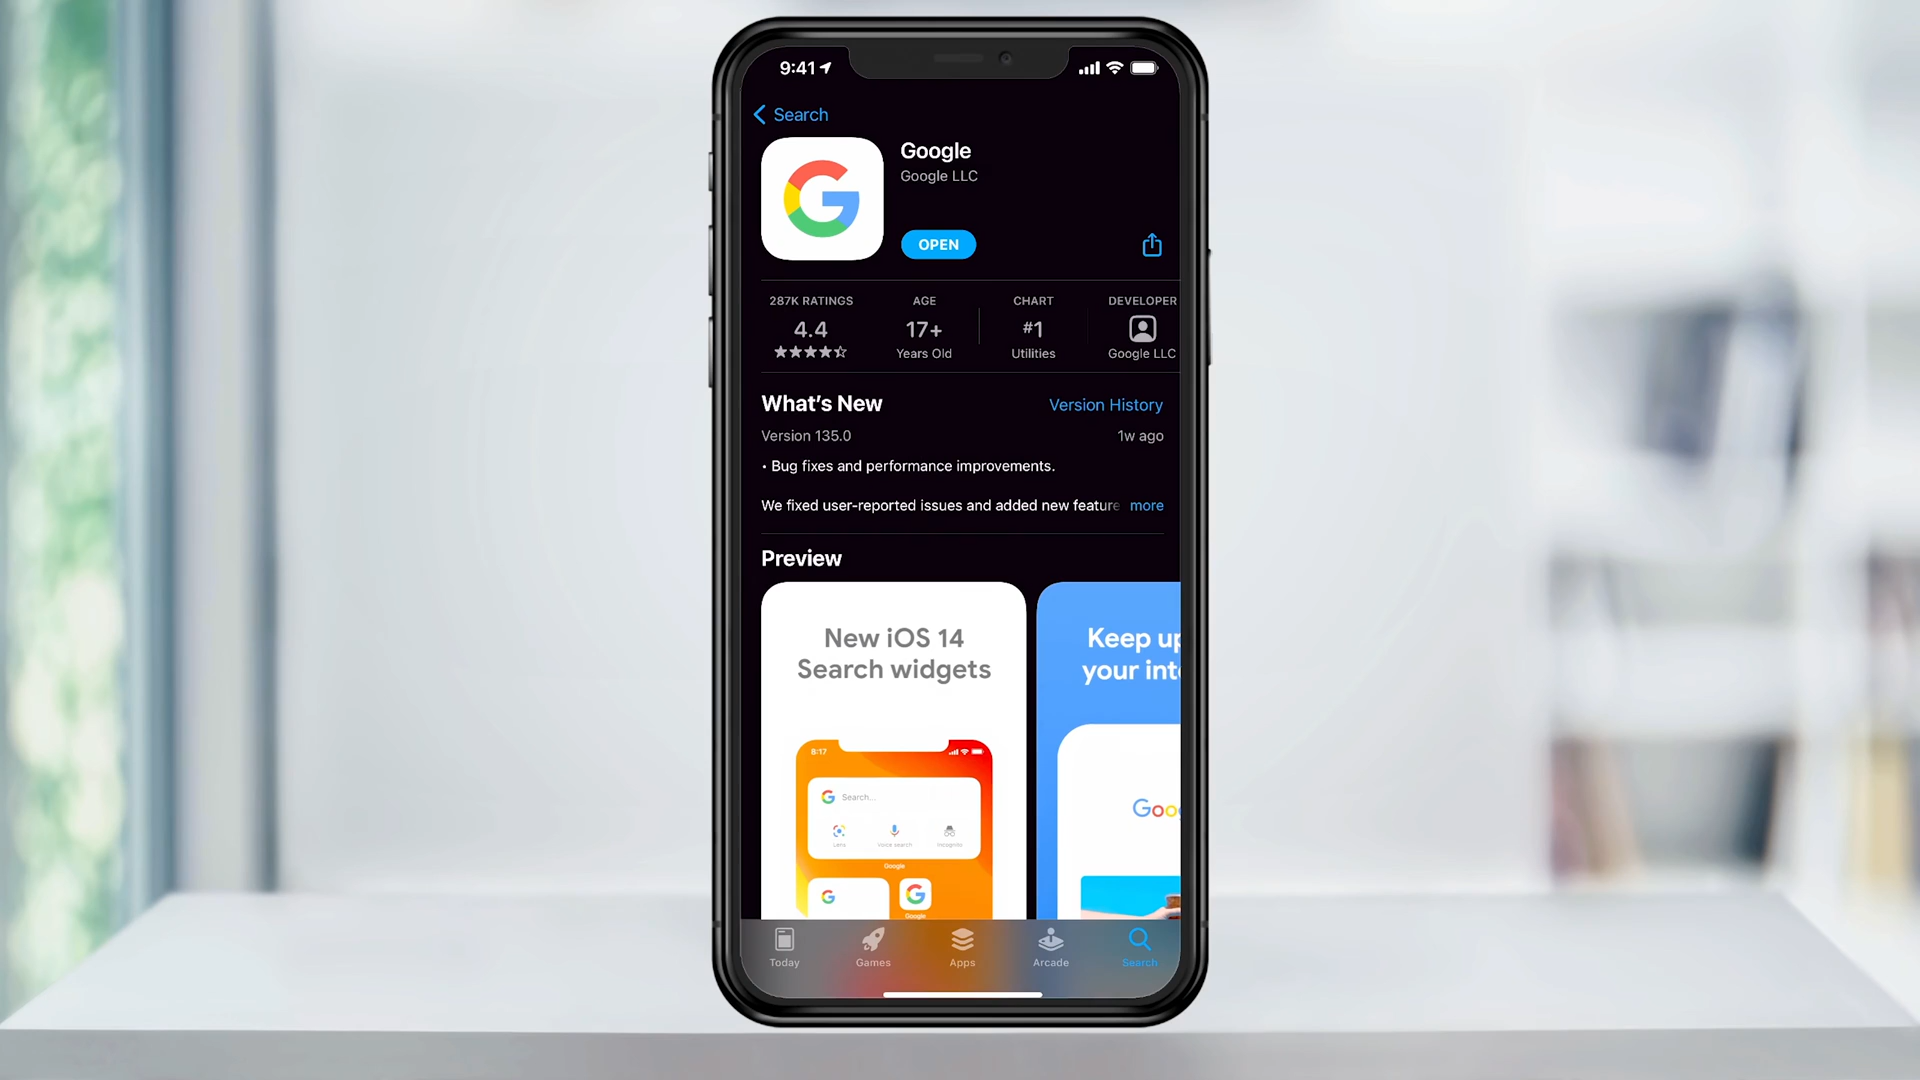 9:41
Search
Google
Google LLC
OPEN
287K RATINGS
4.4
AGE
17+
Years Old
CHART
#1
Utilities
DEVELOPER
Google LLC
What's New
Version History
Version 135.0
1w ago
• Bug fixes and performance improvements.
We fixed user-reported issues and added new feature more
Preview
New iOS 14
Search widgets
8:17
Search...
Lens
Voice search
Incognito
Google
Google
Keep up
your int
Goo
Today
Games
Apps
Arcade
Search